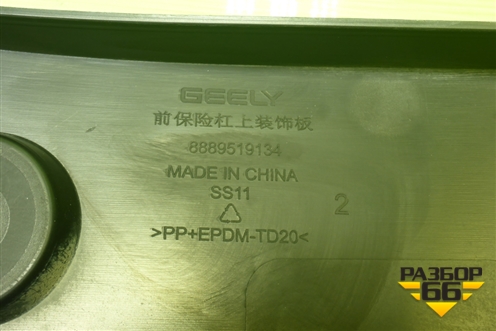 GEELY
前保险杠上装饰板
8889519134
MADE IN CHINA
SS11
2
>PP+EPDM-TD20<
РАЗБОР
66